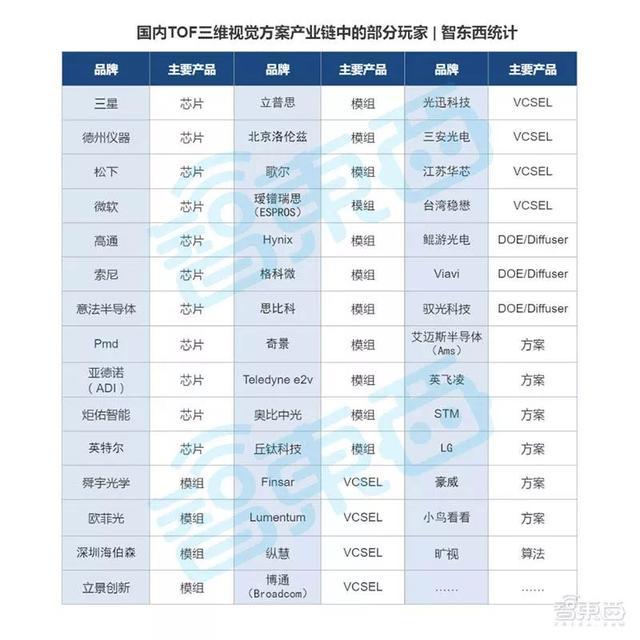 国内TOF三维视觉方案产业链中的部分玩家 | 智东西统计
品牌 主要产品 品牌 主要产品 品牌 主要产品
三星 芯片 立普思 模组 光迅科技 VCSEL
德州仪器 芯片 北京洛伦兹 模组 三安光电 VCSEL
松下 芯片 歌尔 模组 江苏华芯 VCSEL
微软 芯片 瑷镨瑞思 模组 台湾稳懋 VCSEL
（ESPROS）
高通 芯片 Hynix 模组 鲲游光电 DOE/Diffuser
索尼 芯片 格科微 模组 Viavi DOE/Diffuser
意法半导体 芯片 思比科 模组 驭光科技 DOE/Diffuser
Pmd 芯片 奇景 模组 艾迈斯半导体 方案
（Ams）
亚德诺 芯片 Teledyne e2v 模组 英飞凌 方案
（ADI）
炬佑智能 芯片 奥比中光 模组 STM 方案
英特尔 芯片 丘钛科技 模组 LG 方案
舜宇光学 模组 Finsar VCSEL 豪威 方案
欧菲光 模组 Lumentum VCSEL 小鸟看看 方案
深圳海伯森 模组 纵慧 VCSEL 旷视 算法
立景创新 模组 博通 VCSEL …… ……
（Broadcom）
智東西
智東西
智東西